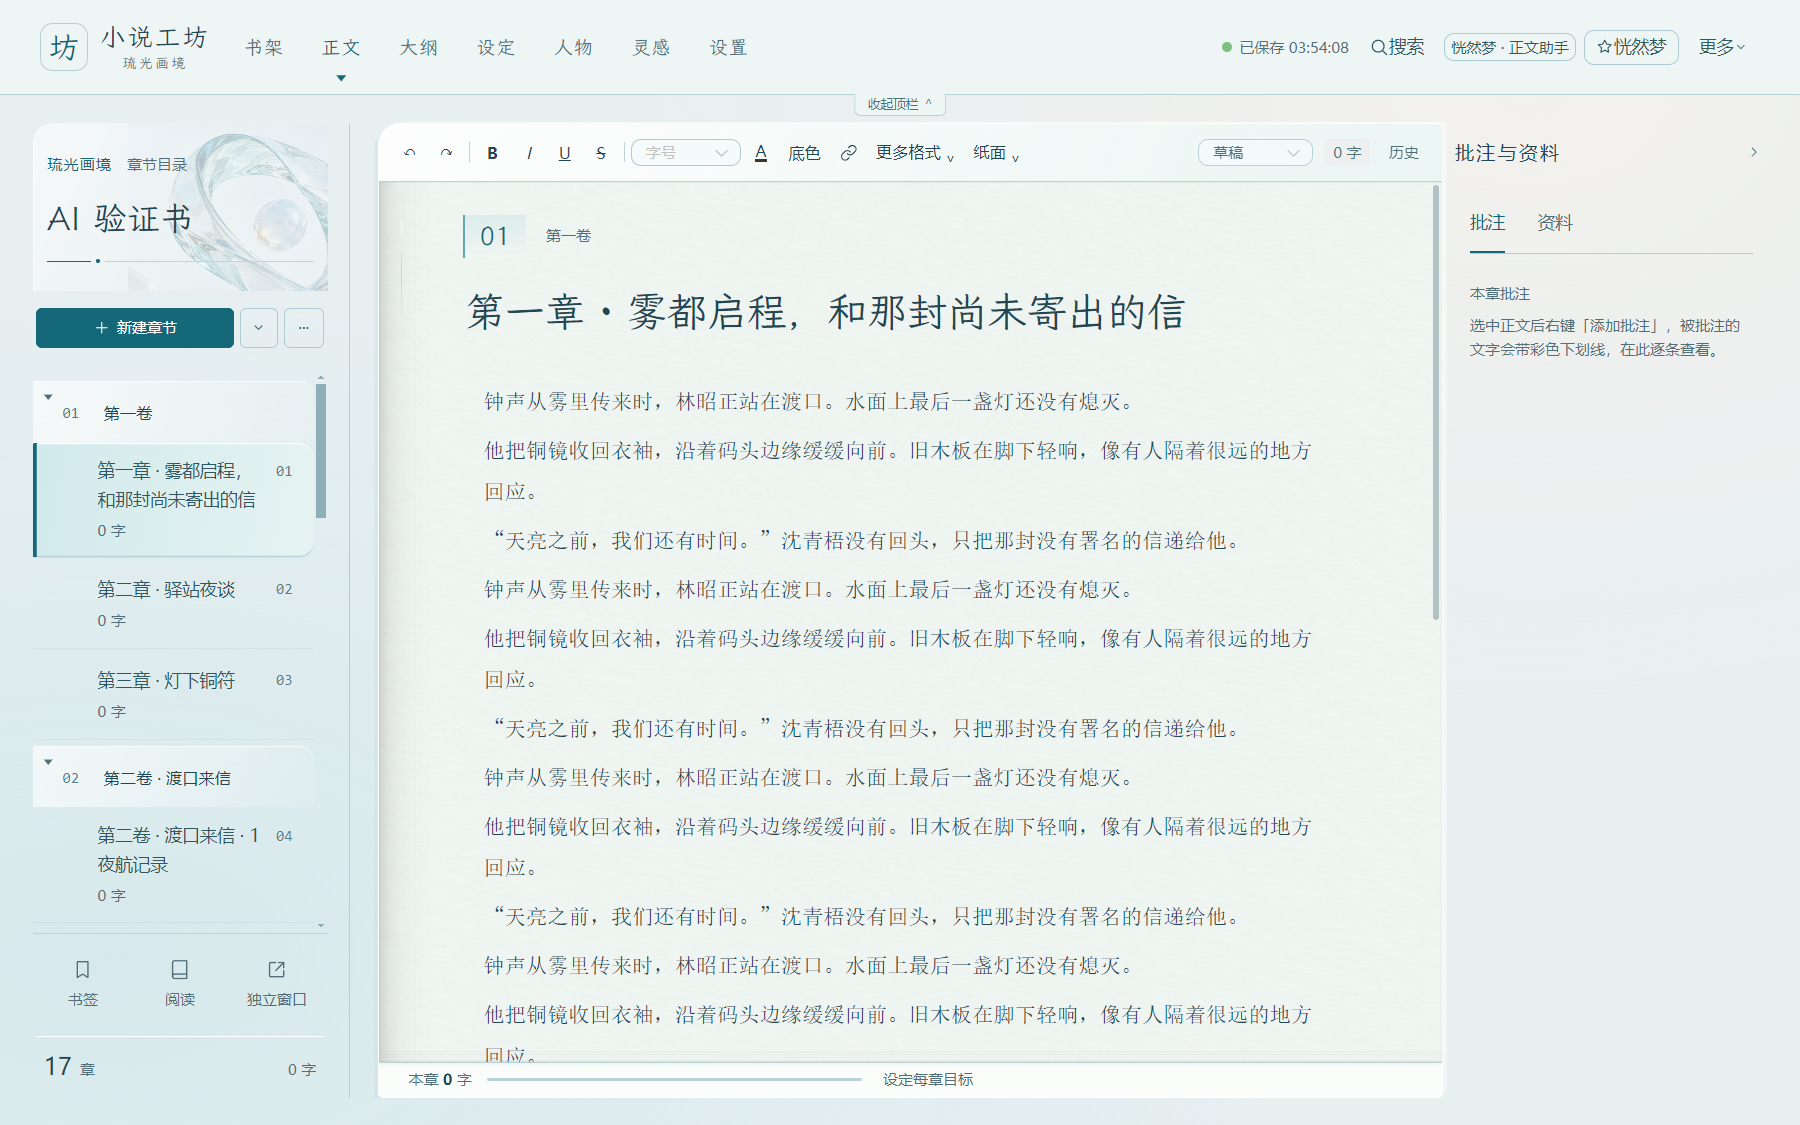 坊
小说工坊
琉光画境
书架 正文 大纲 设定 人物 灵感 设置
已保存 03:54:08
搜索
恍然梦 · 正文助手
恍然梦
更多
收起顶栏 ^
琉光画境 章节目录
AI 验证书
+ 新建章节
...
01 第一卷
第一章 · 雾都启程，
和那封尚未寄出的信
01
0 字
第二章 · 驿站夜谈 02
0 字
第三章 · 灯下铜符 03
0 字
02 第二卷 · 渡口来信
第二卷 · 渡口来信 · 1 04
夜航记录
0 字
书签 阅读 独立窗口
17 章 0 字
B I U S 字号 A 底色 更多格式 纸面 草稿 0 字 历史
01 第一卷
第一章 · 雾都启程，和那封尚未寄出的信
钟声从雾里传来时，林昭正站在渡口。水面上最后一盏灯还没有熄灭。
他把铜镜收回衣袖，沿着码头边缘缓缓向前。旧木板在脚下轻响，像有人隔着很远的地方
回应。
“天亮之前，我们还有时间。”沈青梧没有回头，只把那封没有署名的信递给他。
钟声从雾里传来时，林昭正站在渡口。水面上最后一盏灯还没有熄灭。
他把铜镜收回衣袖，沿着码头边缘缓缓向前。旧木板在脚下轻响，像有人隔着很远的地方
回应。
“天亮之前，我们还有时间。”沈青梧没有回头，只把那封没有署名的信递给他。
钟声从雾里传来时，林昭正站在渡口。水面上最后一盏灯还没有熄灭。
他把铜镜收回衣袖，沿着码头边缘缓缓向前。旧木板在脚下轻响，像有人隔着很远的地方
回应。
“天亮之前，我们还有时间。”沈青梧没有回头，只把那封没有署名的信递给他。
钟声从雾里传来时，林昭正站在渡口。水面上最后一盏灯还没有熄灭。
他把铜镜收回衣袖，沿着码头边缘缓缓向前。旧木板在脚下轻响，像有人隔着很远的地方
回应。
本章 0 字 设定每章目标
批注与资料
批注 资料
本章批注
选中正文后右键「添加批注」，被批注的
文字会带彩色下划线，在此逐条查看。